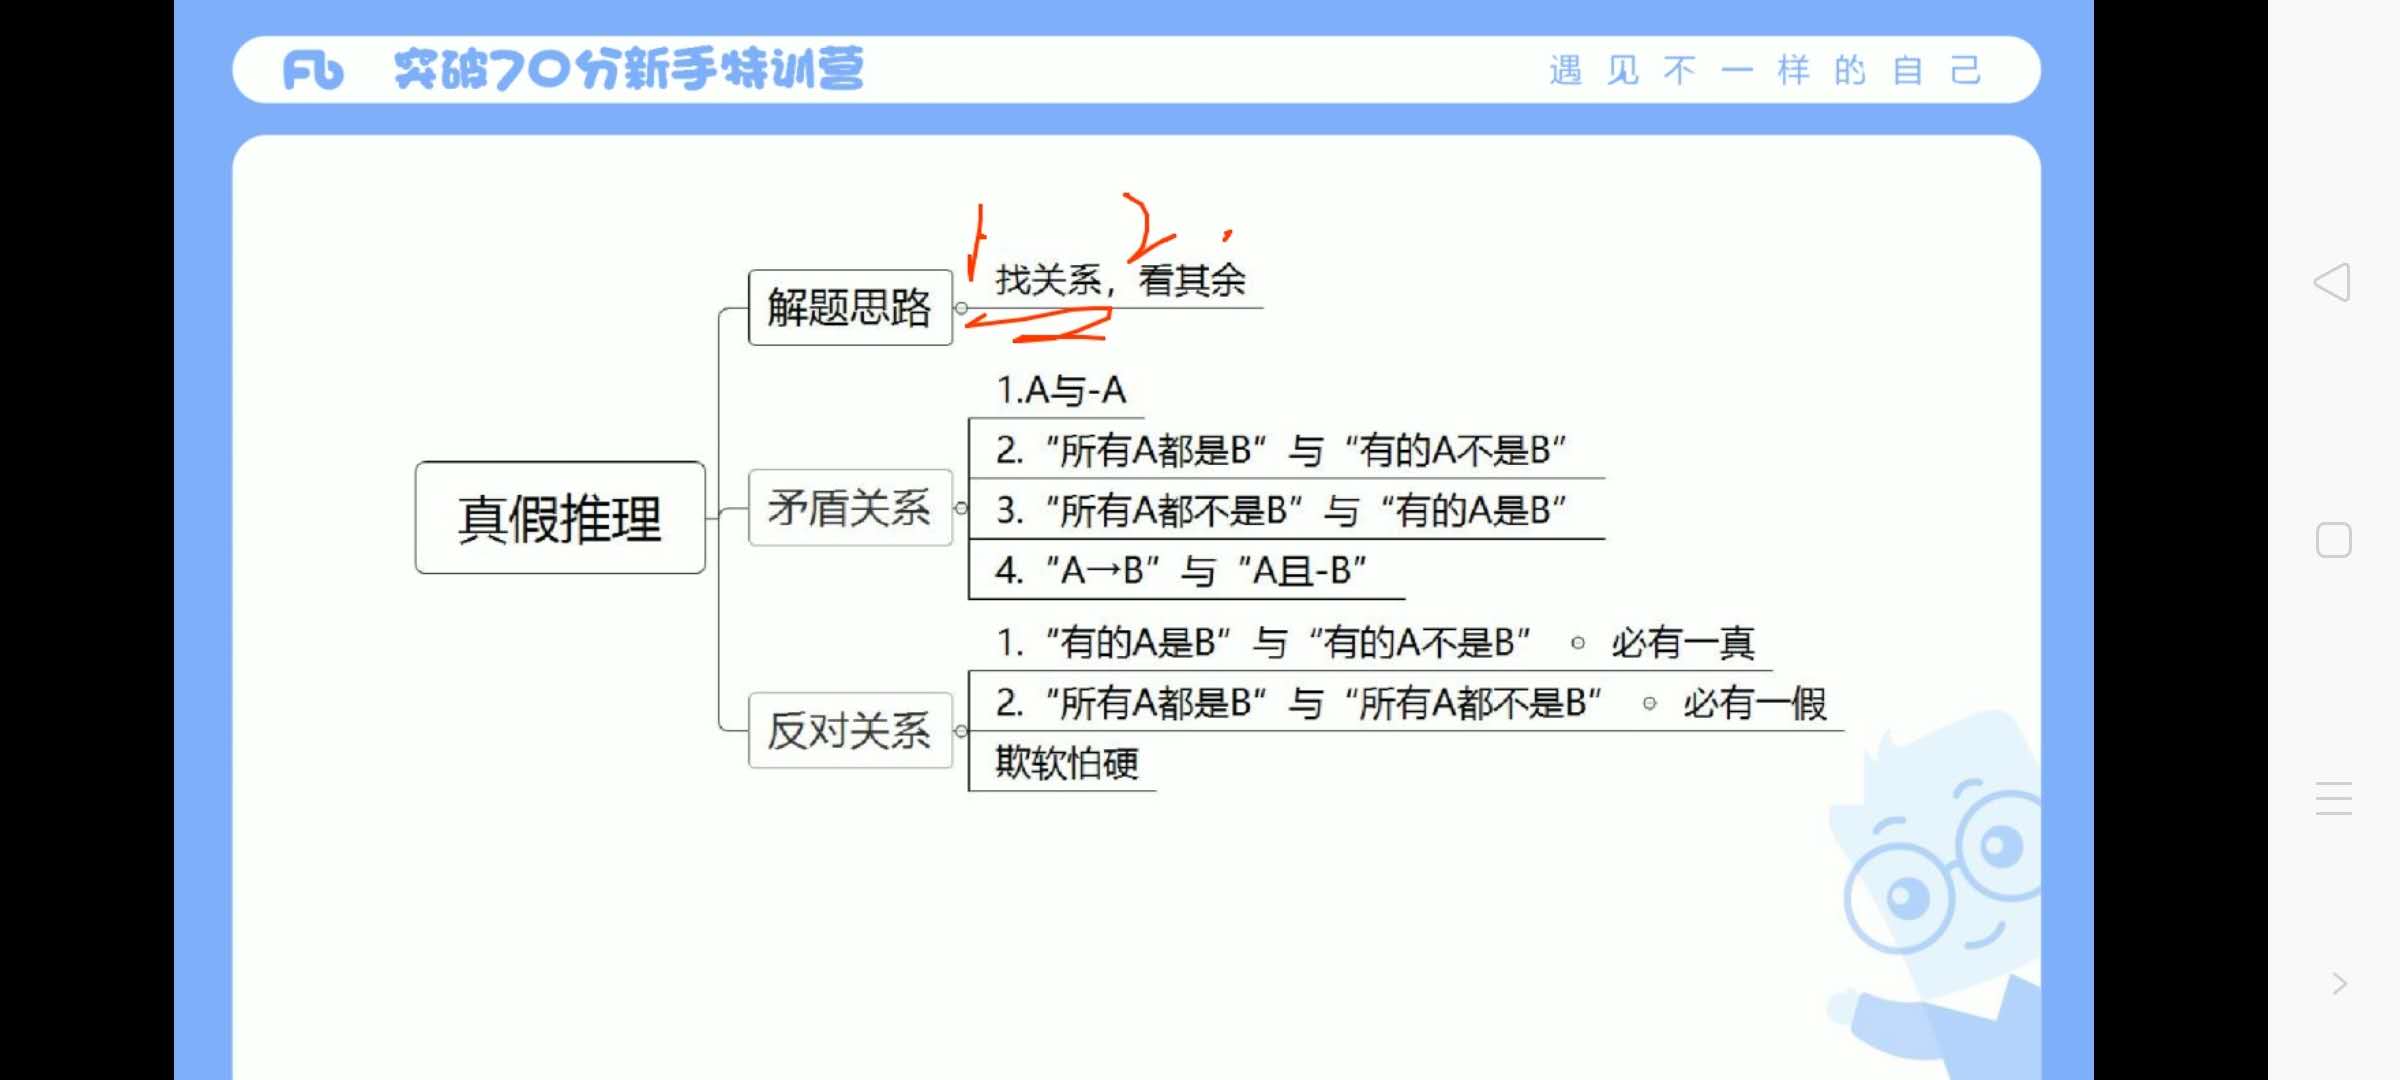 Fb 突破70分新手特训营
遇见不一样的自己
1 2
解题思路
找关系，看其余
真假推理
矛盾关系
1.A与-A
2.“所有A都是B”与“有的A不是B”
3.“所有A都不是B”与“有的A是B”
4.“A→B”与“A且-B”
反对关系
1.“有的A是B”与“有的A不是B” 必有一真
2.“所有A都是B”与“所有A都不是B” 必有一假
欺软怕硬